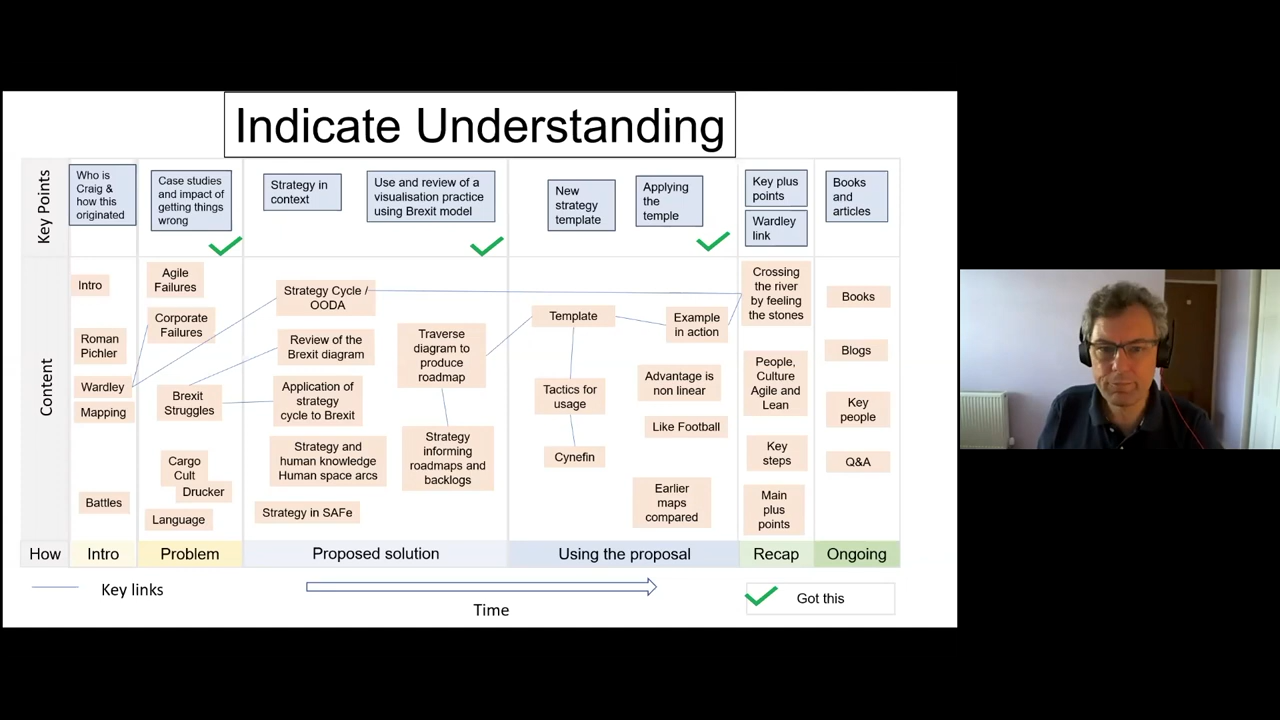 Indicate Understanding
Key Points
Who is
Craig &
how this
originated
Case studies
and impact of
getting things
wrong
Strategy in
context
Use and review of a
visualisation practice
using Brexit model
New
strategy
template
Applying
the
temple
Key plus
points
Wardley
link
Books
and
articles
Content
Intro
Roman
Pichler
Wardley
Mapping
Battles
Agile
Failures
Corporate
Failures
Brexit
Struggles
Cargo
Cult
Drucker
Language
Strategy Cycle /
OODA
Review of the
Brexit diagram
Application of
strategy
cycle to Brexit
Strategy and
human knowledge
Human space arcs
Strategy in SAFe
Traverse
diagram to
produce
roadmap
Strategy
informing
roadmaps and
backlogs
Template
Tactics for
usage
Cynefin
Example
in action
Advantage is
non linear
Like Football
Earlier
maps
compared
Crossing
the river
by feeling
the stones
People,
Culture
Agile and
Lean
Key
steps
Main
plus
points
Books
Blogs
Key
people
Q&A
How
Intro
Problem
Proposed solution
Using the proposal
Recap
Ongoing
Key links
Time
Got this